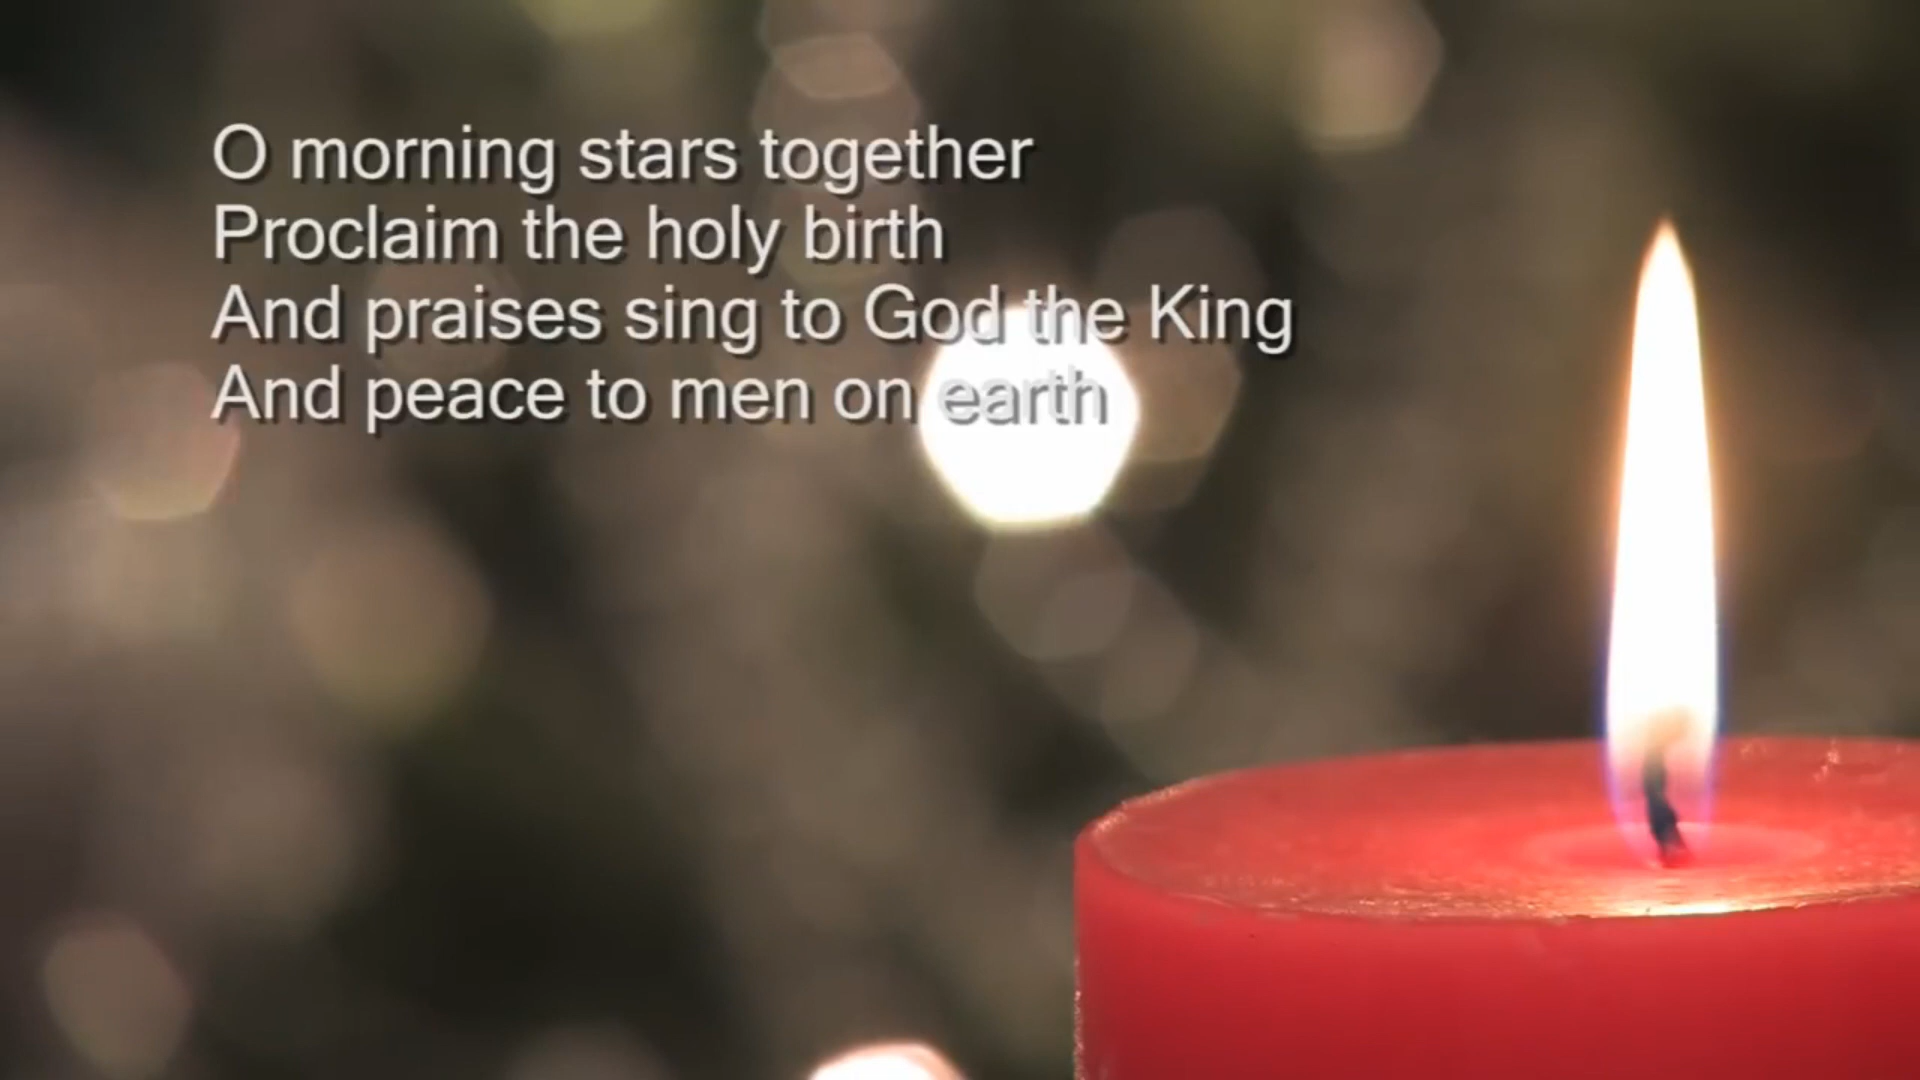 O morning stars together
Proclaim the holy birth
And praises sing to God the King
And peace to men on earth